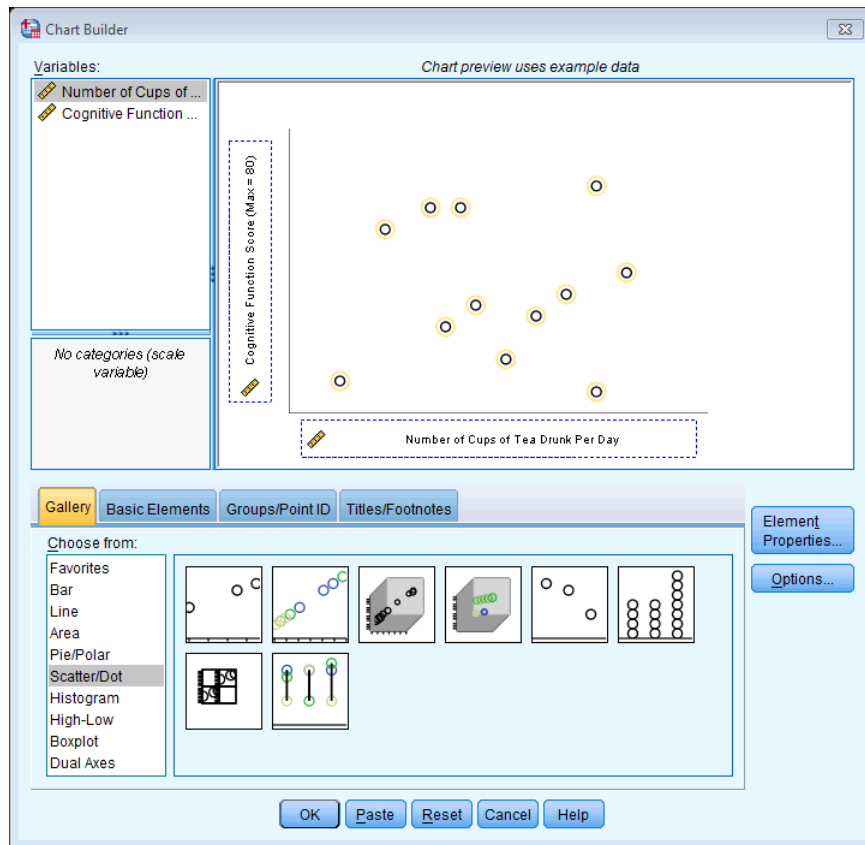 Chart Builder
Variables:
Chart preview uses example data
Number of Cups of ...
Cognitive Function ...
No categories (scale
variable)
Cognitive Function Score (Max = 80)
Number of Cups of Tea Drunk Per Day
Gallery
Basic Elements
Groups/Point ID
Titles/Footnotes
Choose from:
Favorites
Bar
Line
Area
Pie/Polar
Scatter/Dot
Histogram
High-Low
Boxplot
Dual Axes
Element
Properties...
Options...
OK
Paste
Reset
Cancel
Help